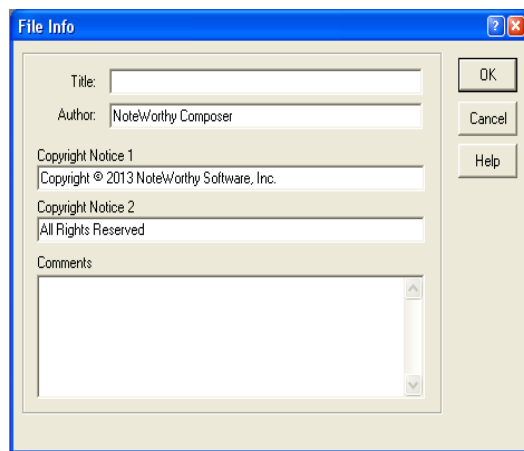 File Info
Title:
OK
Author: NoteWorthy Composer
Cancel
Copyright Notice 1
Help
Copyright © 2013 NoteWorthy Software, Inc.
Copyright Notice 2
All Rights Reserved
Comments